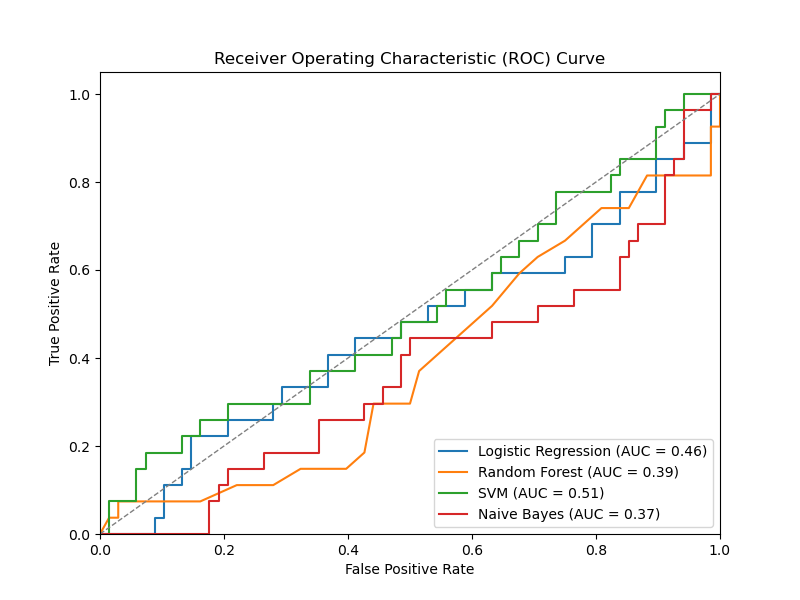 Receiver Operating Characteristic (ROC) Curve
True Positive Rate
1.0
0.8
0.6
0.4
0.2
0.0
Logistic Regression (AUC = 0.46)
Random Forest (AUC = 0.39)
SVM (AUC = 0.51)
Naive Bayes (AUC = 0.37)
0.0 0.2 0.4 0.6 0.8 1.0
False Positive Rate